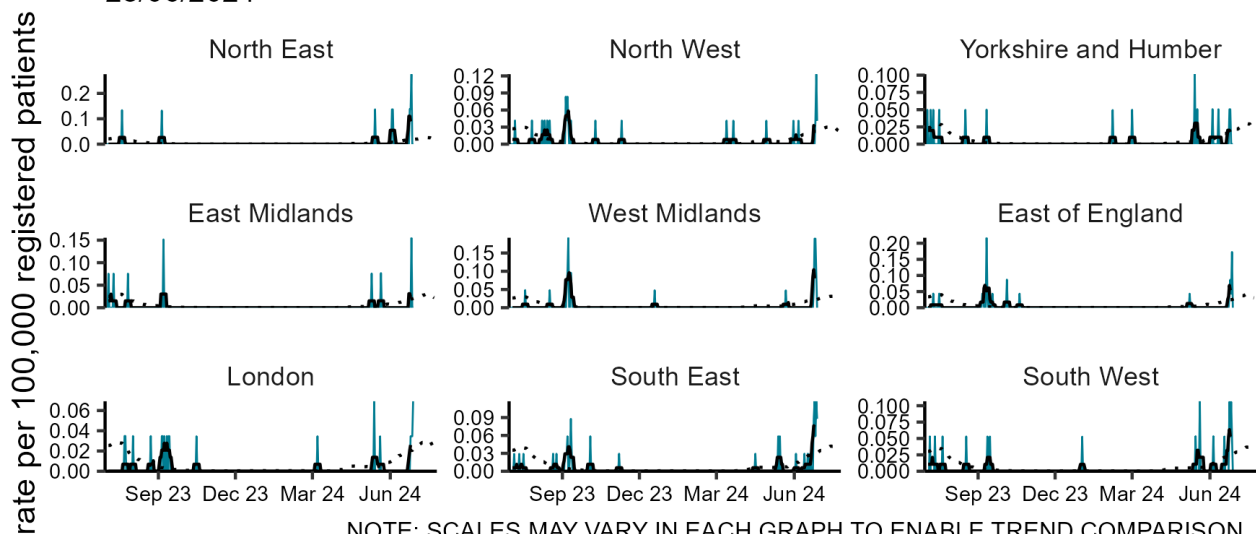 rate per 100,000 registered patients
North East
North West
Yorkshire and Humber
0.2
0.1
0.0
0.12
0.09
0.06
0.03
0.00
0.100
0.075
0.050
0.025
0.000
East Midlands
West Midlands
East of England
0.15
0.10
0.05
0.00
0.15
0.10
0.05
0.00
0.20
0.15
0.10
0.05
0.00
London
South East
South West
0.06
0.04
0.02
0.00
0.09
0.06
0.03
0.00
0.100
0.075
0.050
0.025
0.000
Sep 23 Dec 23 Mar 24 Jun 24
Sep 23 Dec 23 Mar 24 Jun 24
Sep 23 Dec 23 Mar 24 Jun 24
NOTE: SCALES MAY VARY IN EACH GRAPH TO ENABLE TREND COMPARISON